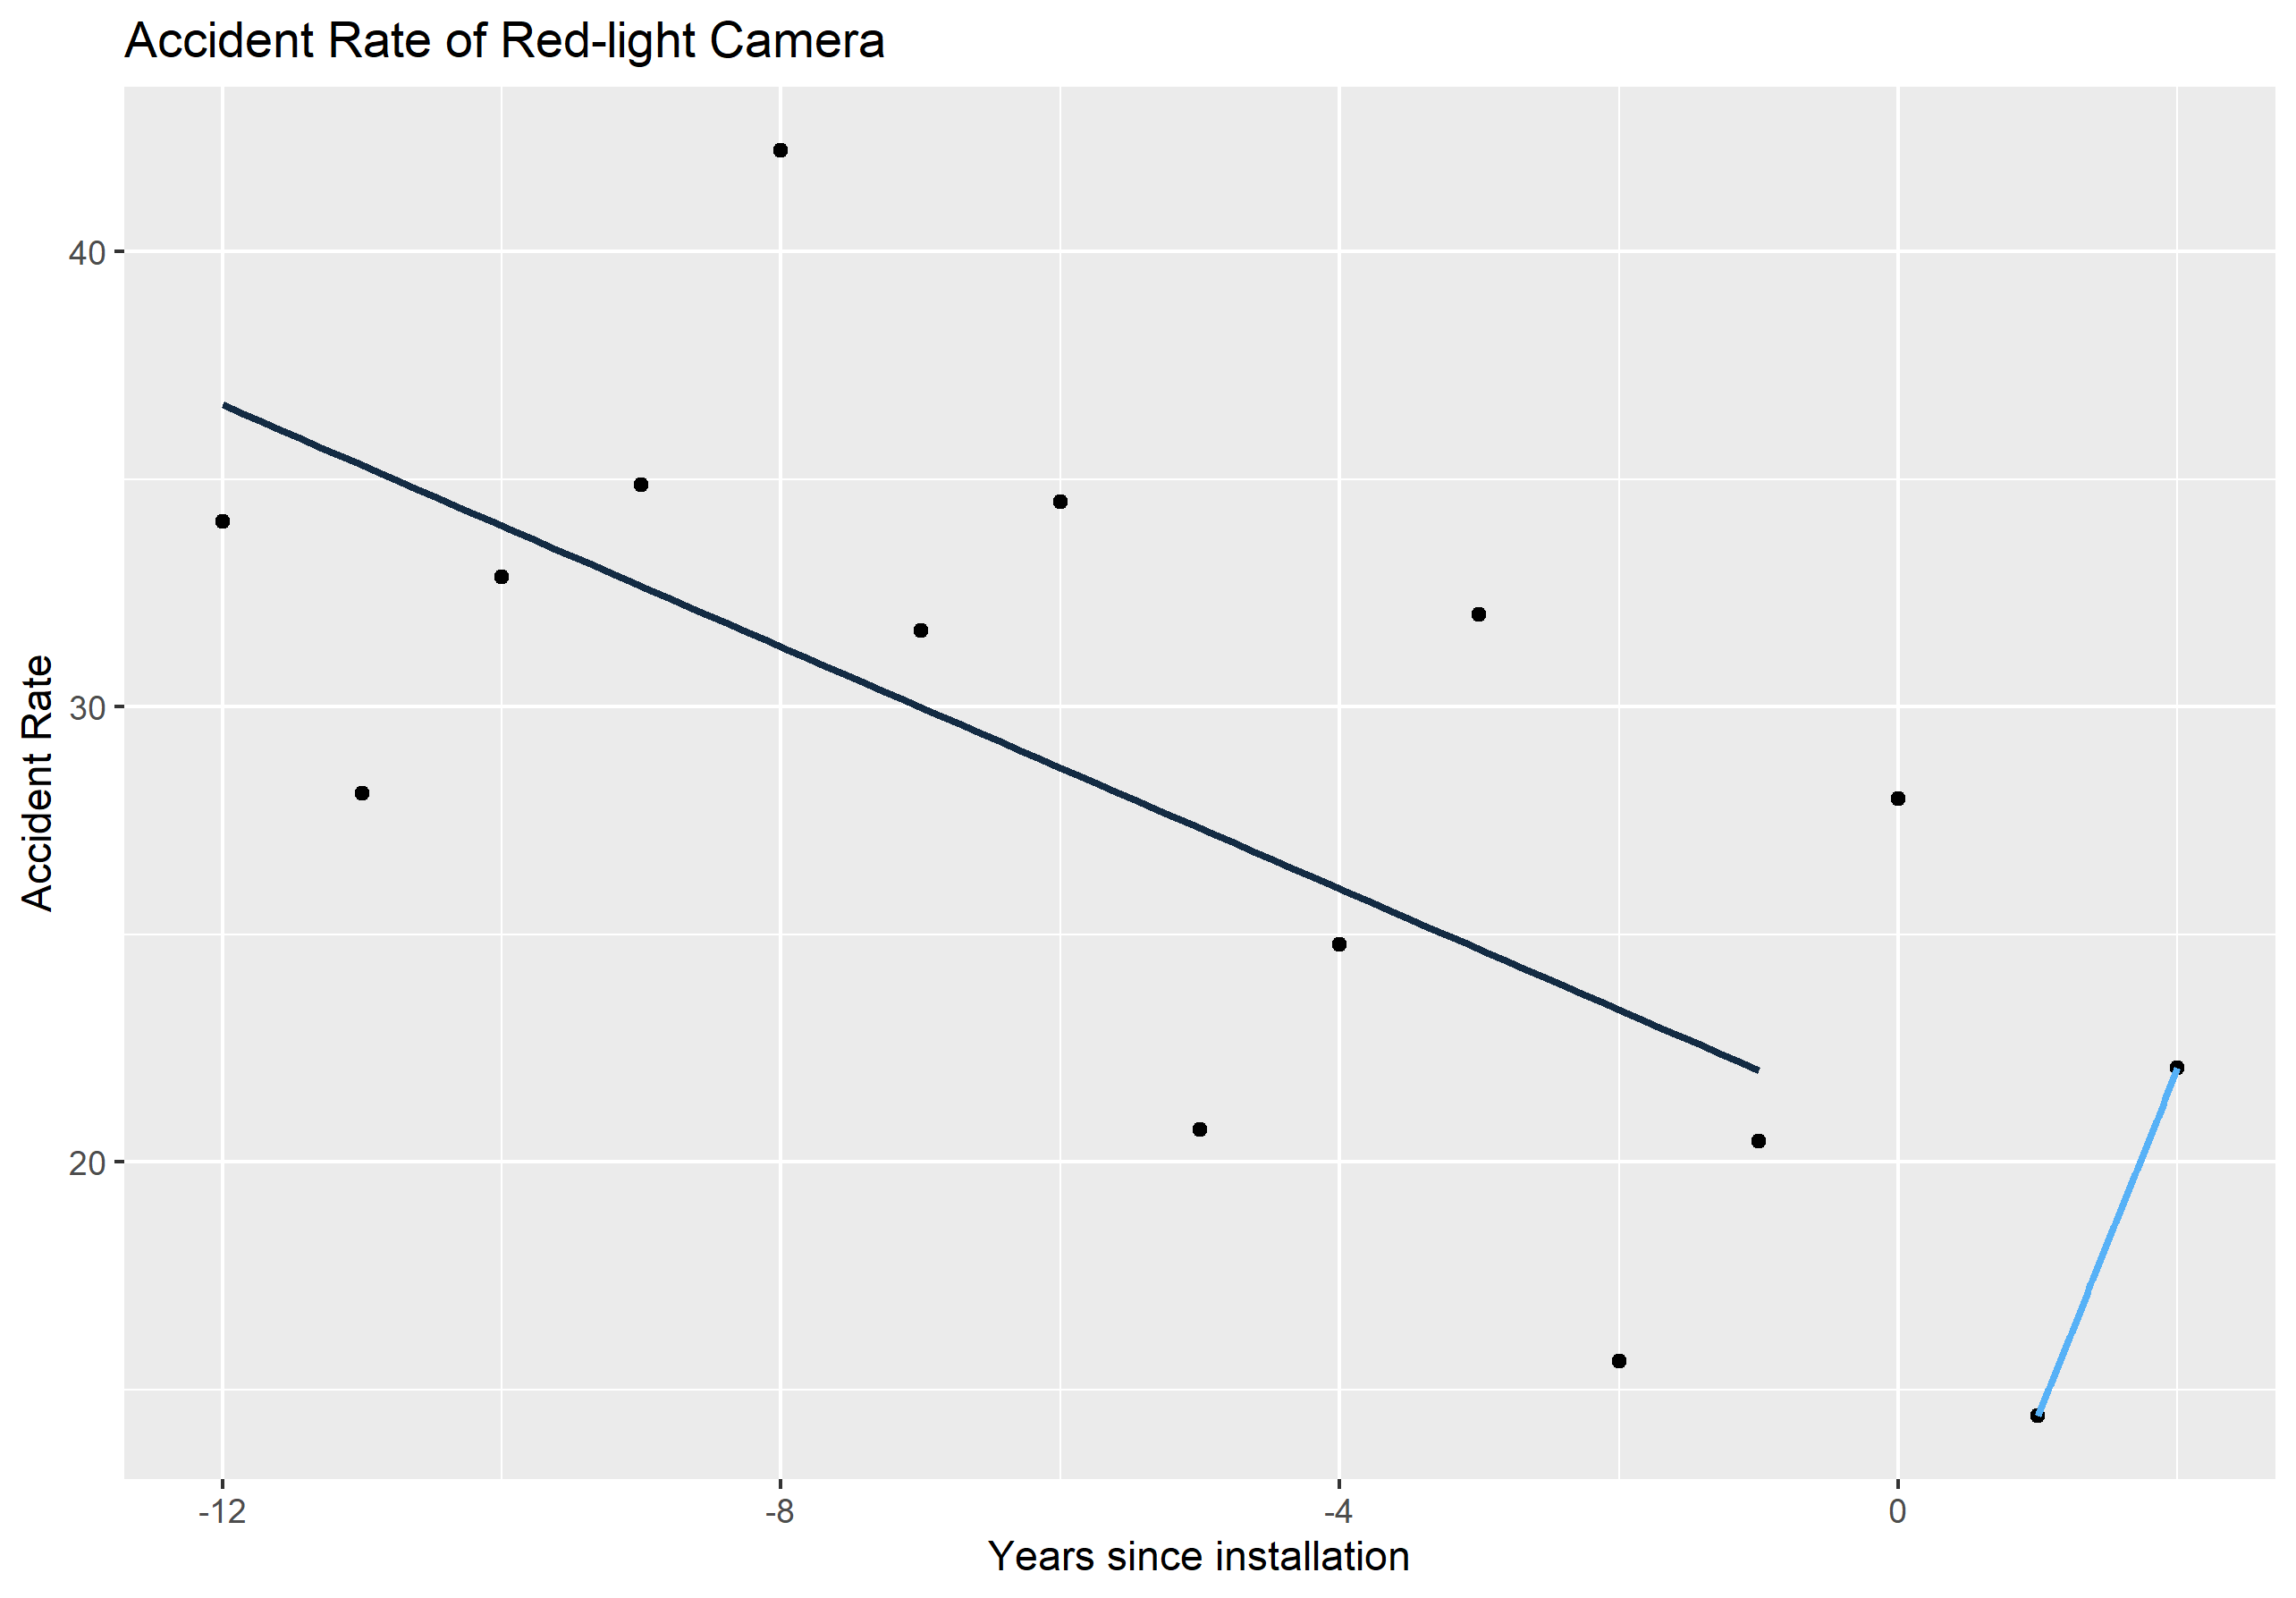 Accident Rate of Red-light Camera
Accident Rate
40
30
20
-12
-8
-4
0
Years since installation